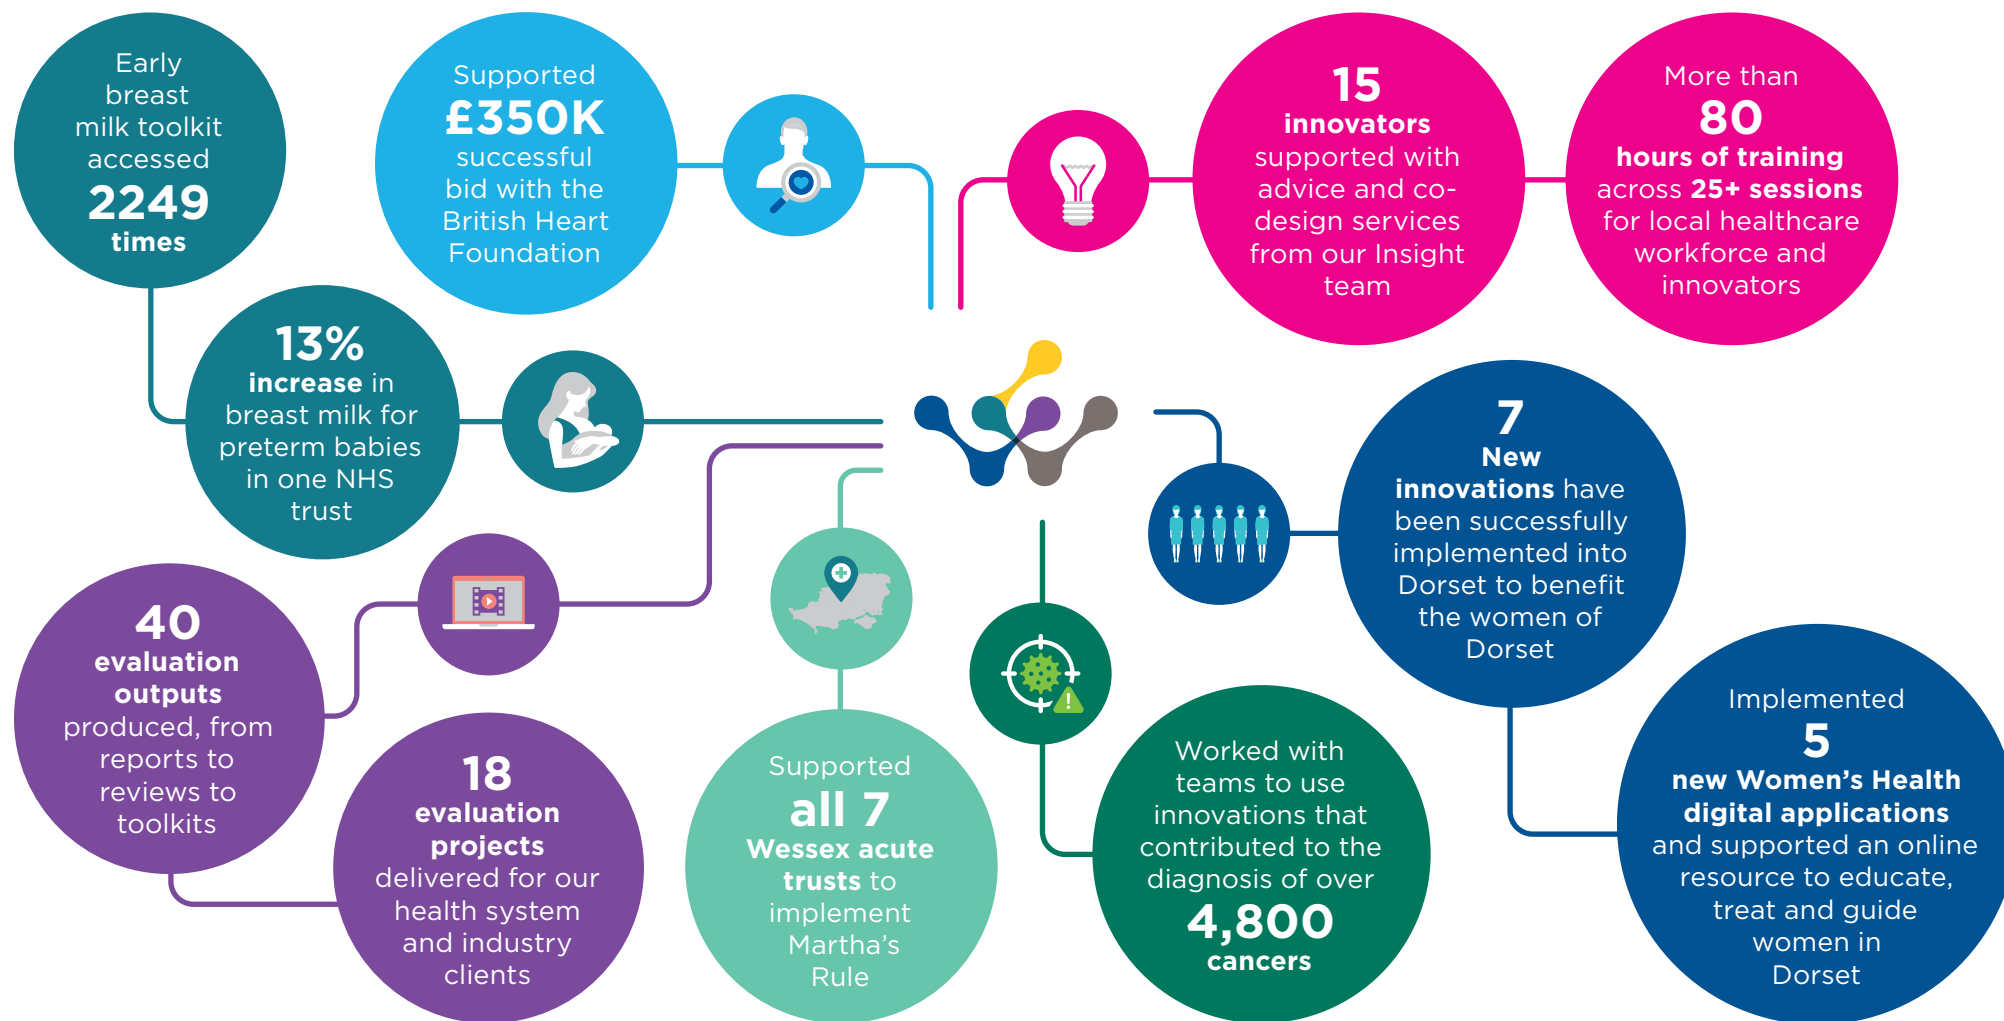 Early
breast
milk toolkit
accessed
2249
times
Supported
£350K
successful
bid with the
British Heart
Foundation
15
innovators
supported with
advice and co-
design services
from our Insight
team
More than
80
hours of training
across 25+ sessions
for local healthcare
workforce and
innovators
13%
increase in
breast milk for
preterm babies
in one NHS
trust
7
New
innovations have
been successfully
implemented into
Dorset to benefit
the women of
Dorset
40
evaluation
outputs
produced, from
reports to
reviews to
toolkits
18
evaluation
projects
delivered for our
health system
and industry
clients
Supported
all 7
Wessex acute
trusts to
implement
Martha’s
Rule
Worked with
teams to use
innovations that
contributed to the
diagnosis of over
4,800
cancers
Implemented
5
new Women’s Health
digital applications
and supported an online
resource to educate,
treat and guide
women in
Dorset